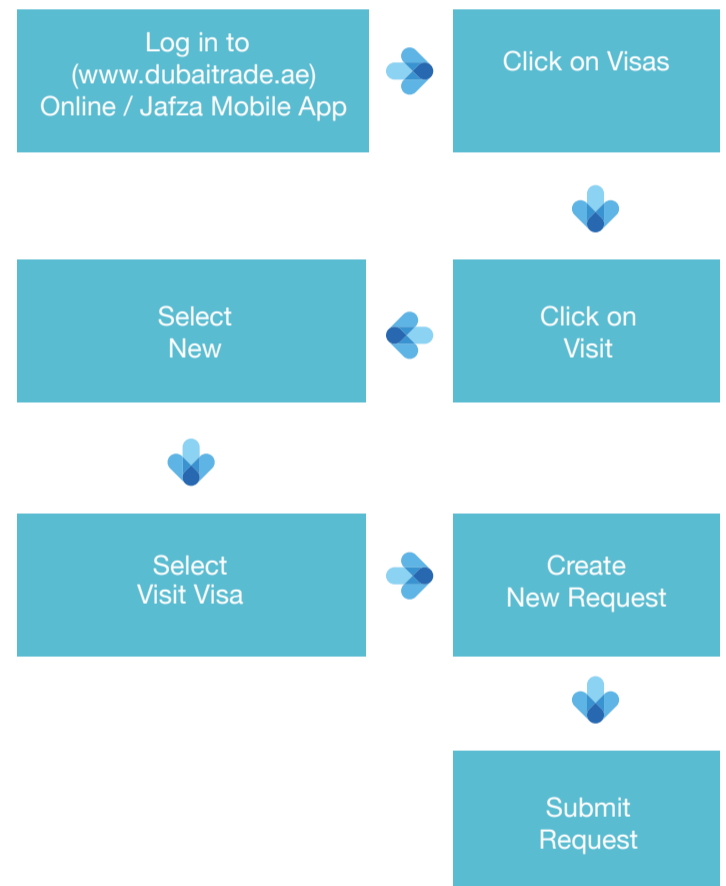 Log in to
(www.dubaitrade.ae)
Online / Jafza Mobile App
Click on Visas
Click on
Visit
Select
New
Select
Visit Visa
Create
New Request
Submit
Request